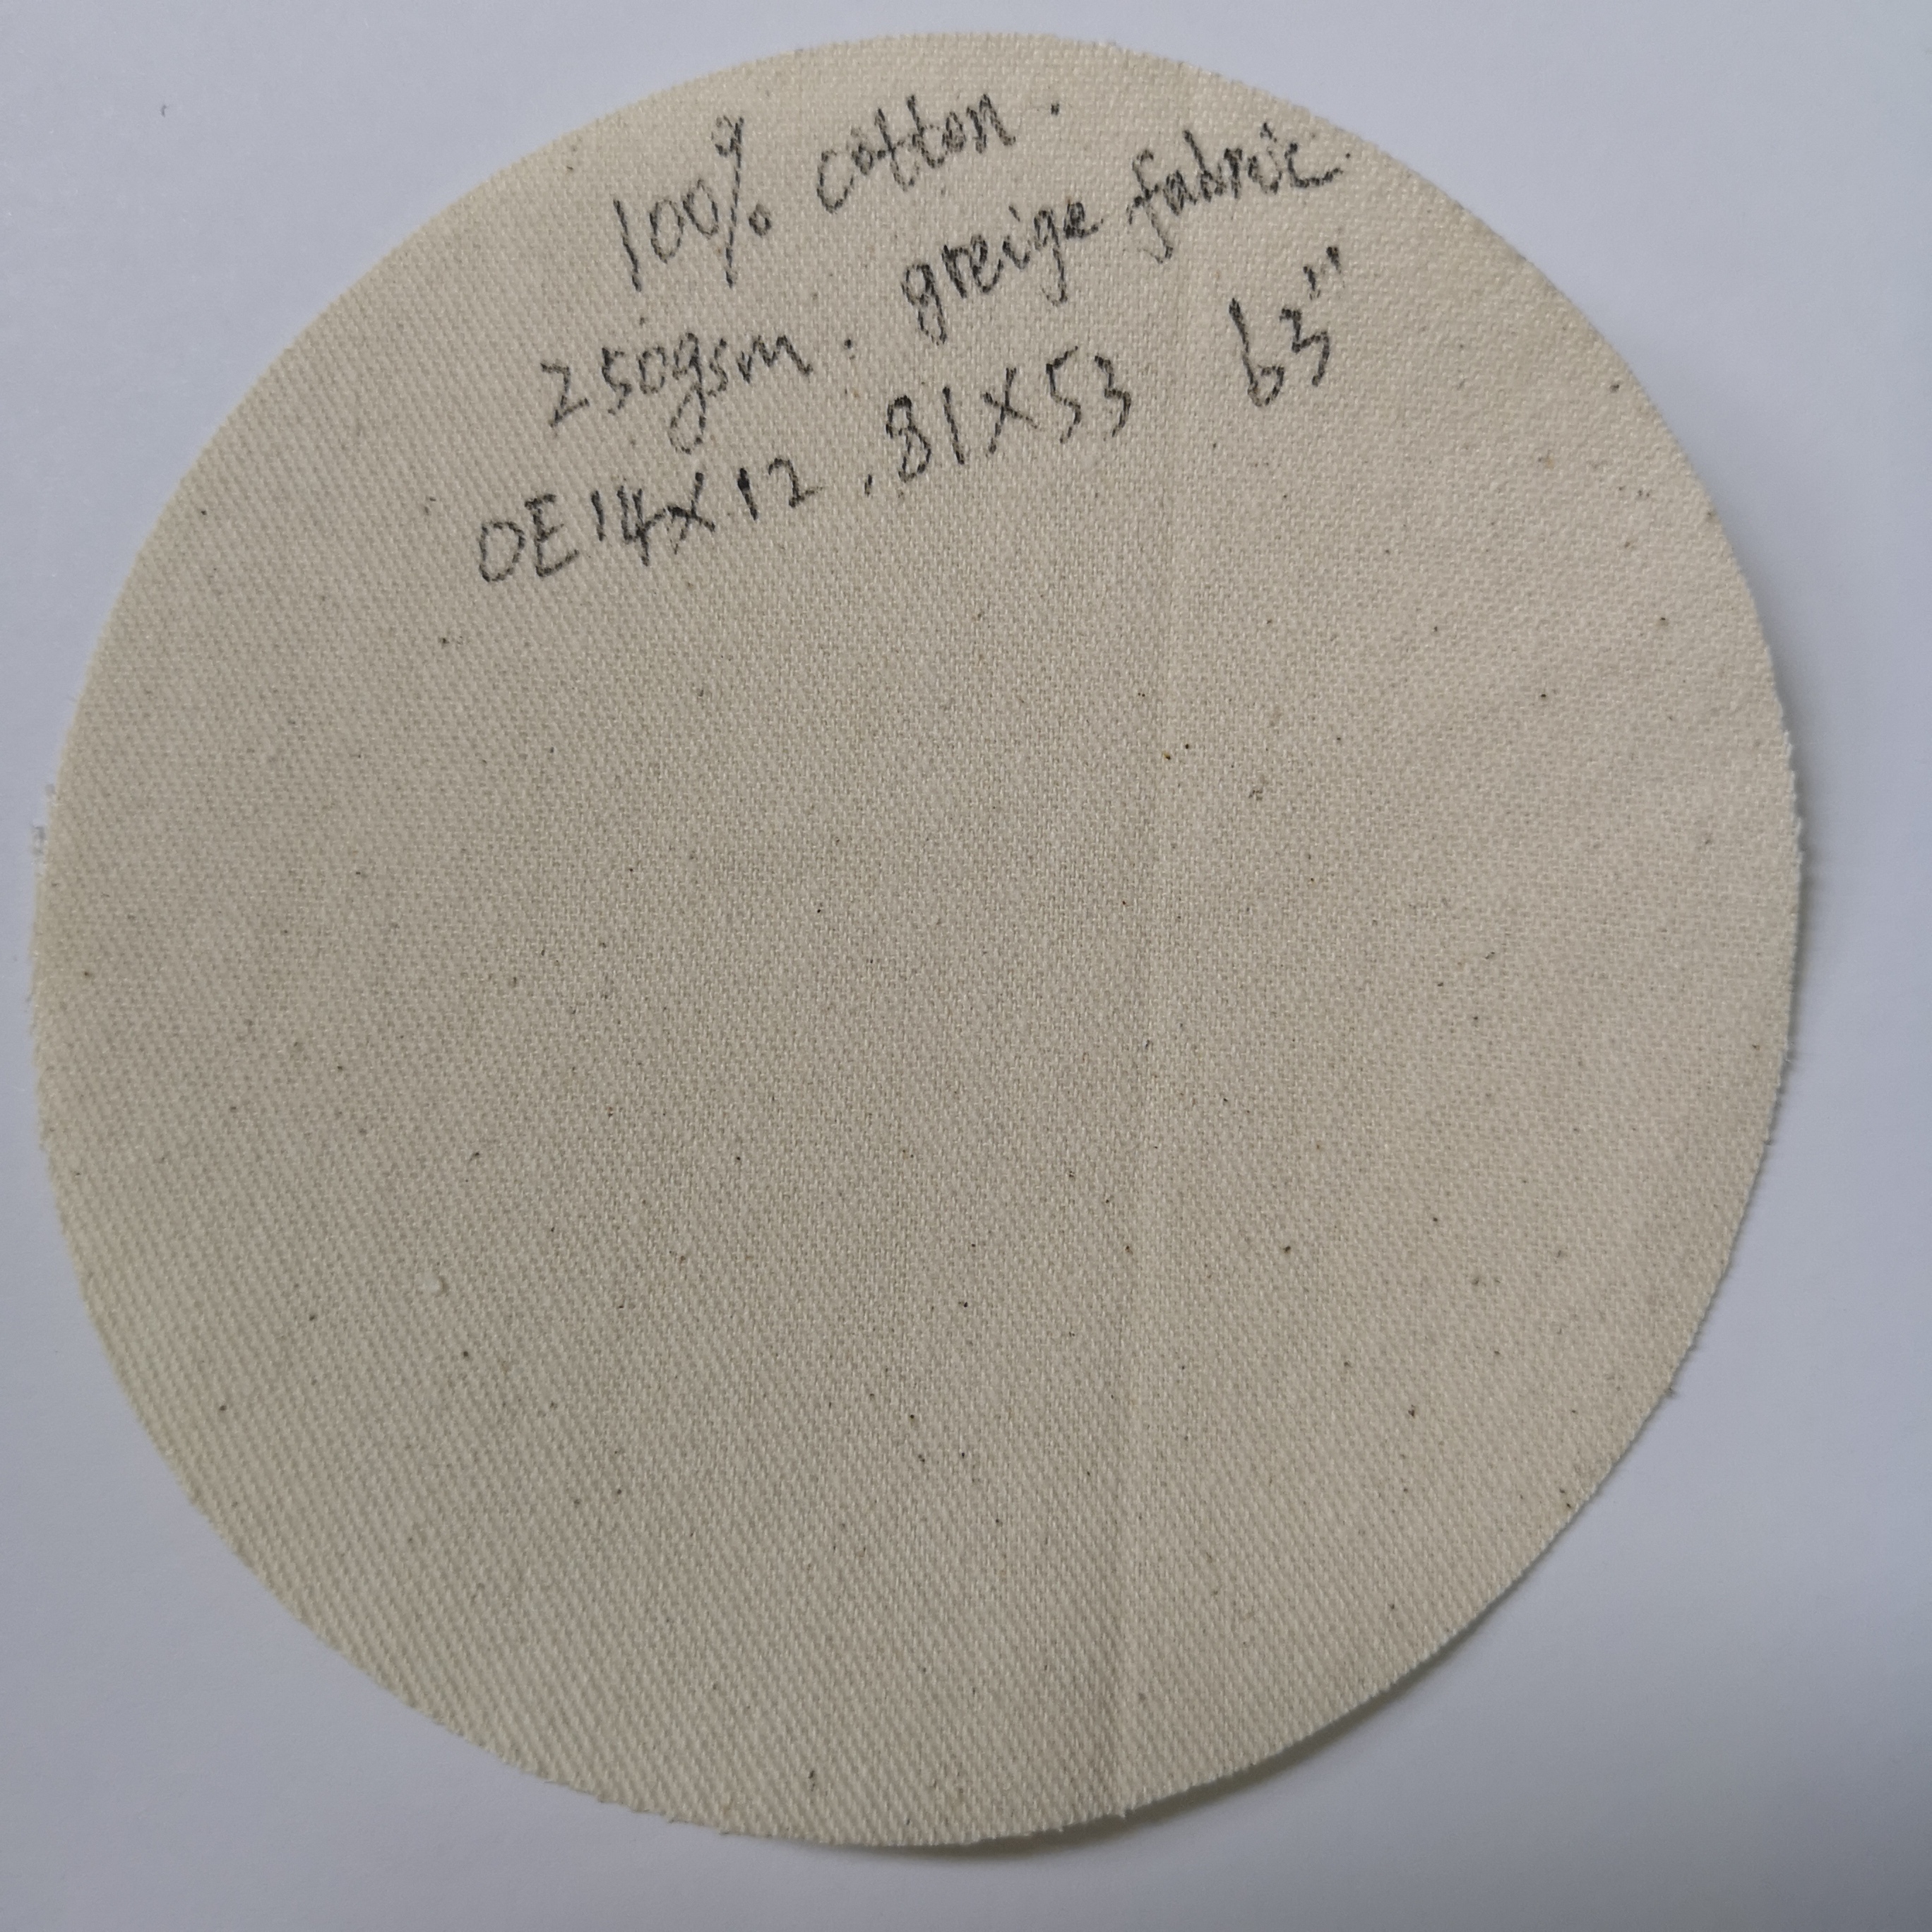 100% cotton.
250gsm. greige fabric
OE14X12. 81X53 63"